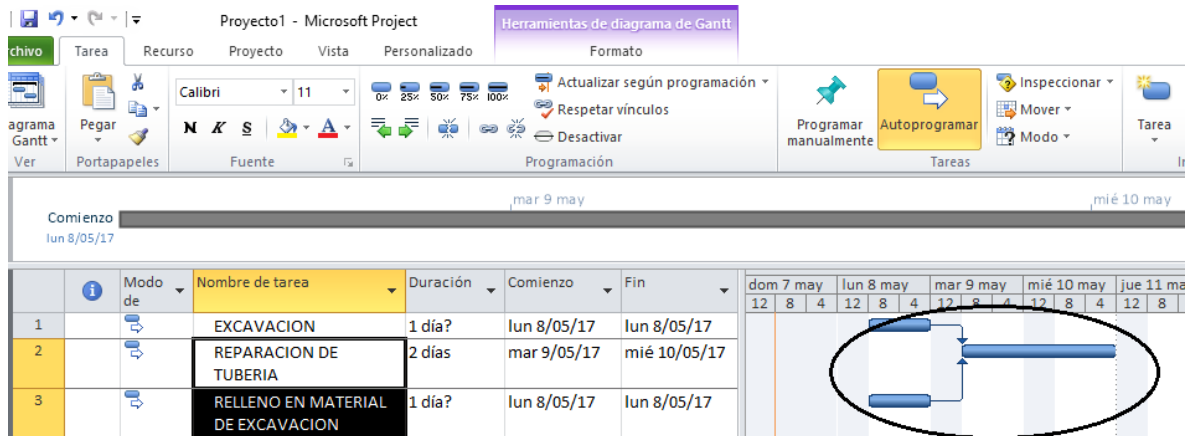 Proyecto1 - Microsoft Project
Herramientas de diagrama de Gantt
rchivo Tarea Recurso Proyecto Vista Personalizado Formato
agrama
Gantt
Ver
Pegar
Portapapeles
Calibri 11
N K S A
Fuente
0% 25% 50% 75% 100%
Actualizar según programación
Respetar vínculos
Desactivar
Programación
Programar
manualmente
Autoprogramar
Inspeccionar
Mover
Modo
Tareas
Tarea
mar 9 may mié 10 may
Comienzo
lun 8/05/17
Modo
de
Nombre de tarea
Duración
Comienzo
Fin
dom 7 may lun 8 may mar 9 may mié 10 may jue 11 ma
12 8 4 12 8 4 12 8 4 12 8 4 12 8
1 EXCAVACION 1 día? lun 8/05/17 lun 8/05/17
2 REPARACION DE 2 días mar 9/05/17 mié 10/05/17
TUBERIA
3 RELLENO EN MATERIAL 1 día? lun 8/05/17 lun 8/05/17
DE EXCAVACION